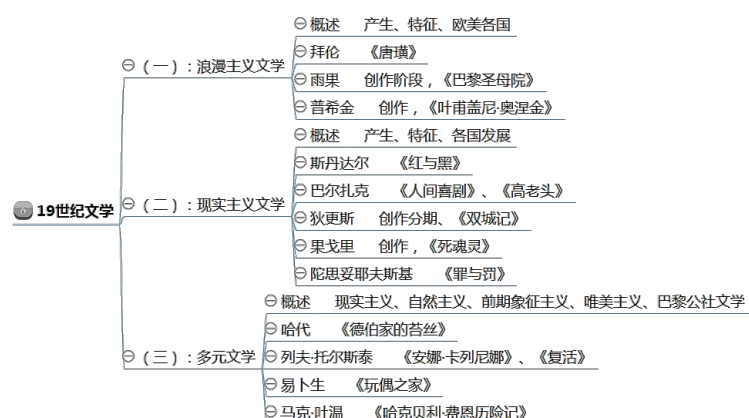 19世纪文学
（一）：浪漫主义文学
概述 产生、特征、欧美各国
拜伦 《唐璜》
雨果 创作阶段，《巴黎圣母院》
普希金 创作，《叶甫盖尼·奥涅金》
（二）：现实主义文学
概述 产生、特征、各国发展
斯丹达尔 《红与黑》
巴尔扎克 《人间喜剧》、《高老头》
狄更斯 创作分期、《双城记》
果戈里 创作，《死魂灵》
陀思妥耶夫斯基 《罪与罚》
（三）：多元文学
概述 现实主义、自然主义、前期象征主义、唯美主义、巴黎公社文学
哈代 《德伯家的苔丝》
列夫·托尔斯泰 《安娜·卡列尼娜》、《复活》
易卜生 《玩偶之家》
马克·吐温 《哈克贝利·费恩历险记》